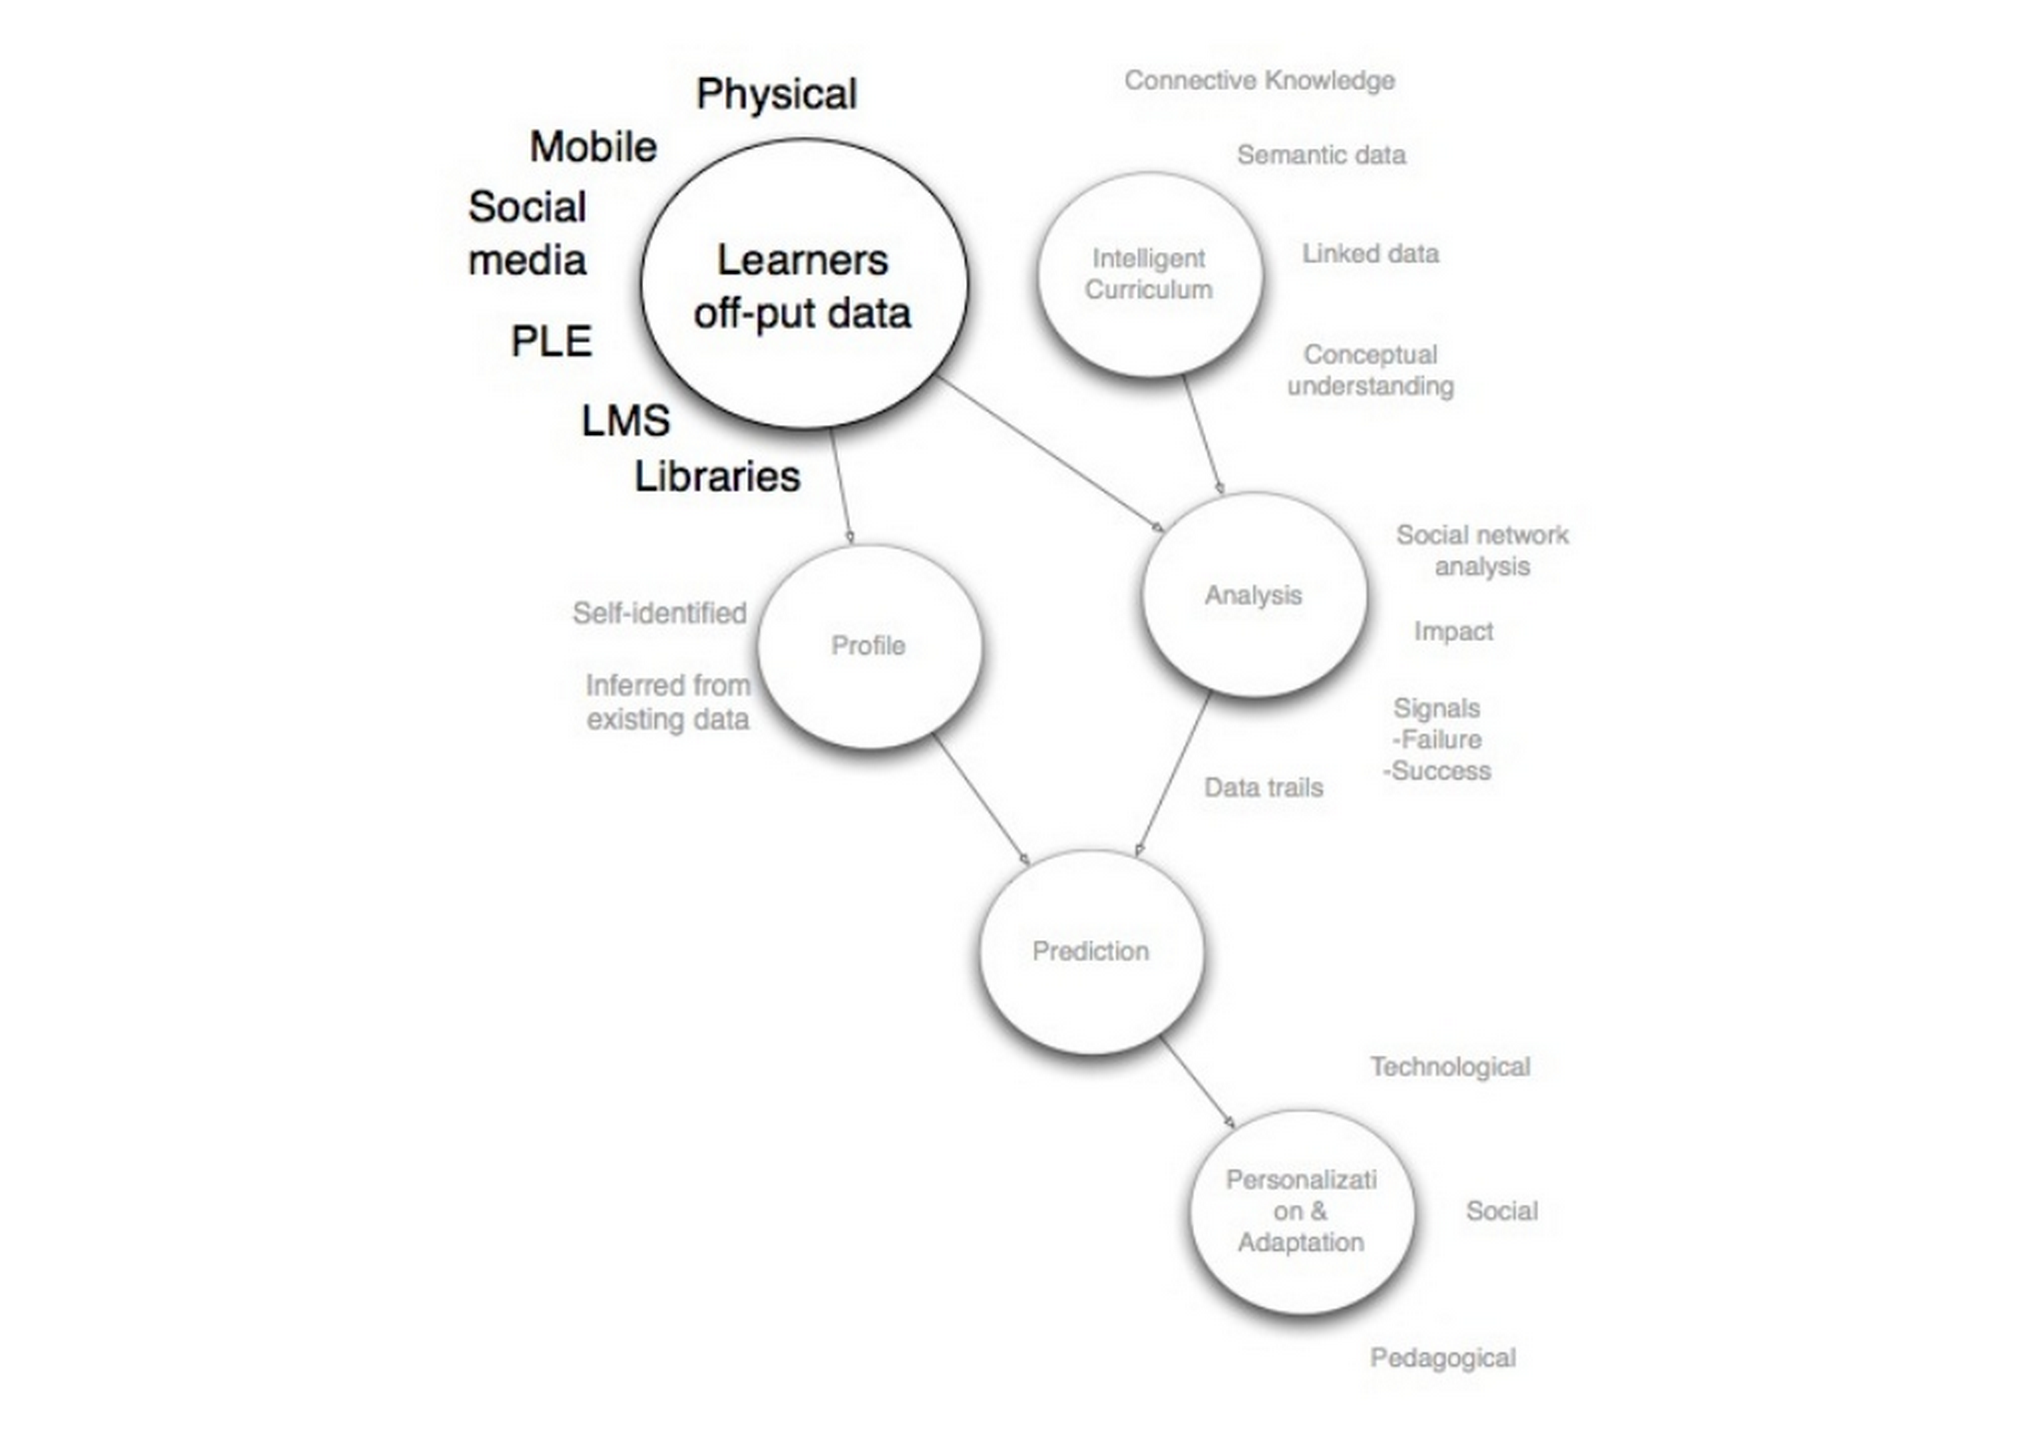 Physical
Mobile
Social
media
PLE
LMS
Libraries
Learners
off-put data
Connective Knowledge
Semantic data
Linked data
Conceptual
understanding
Intelligent
Curriculum
Self-identified
Inferred from
existing data
Profile
Analysis
Social network
analysis
Impact
Signals
-Failure
-Success
Data trails
Prediction
Technological
Personalizati
on &
Adaptation
Social
Pedagogical